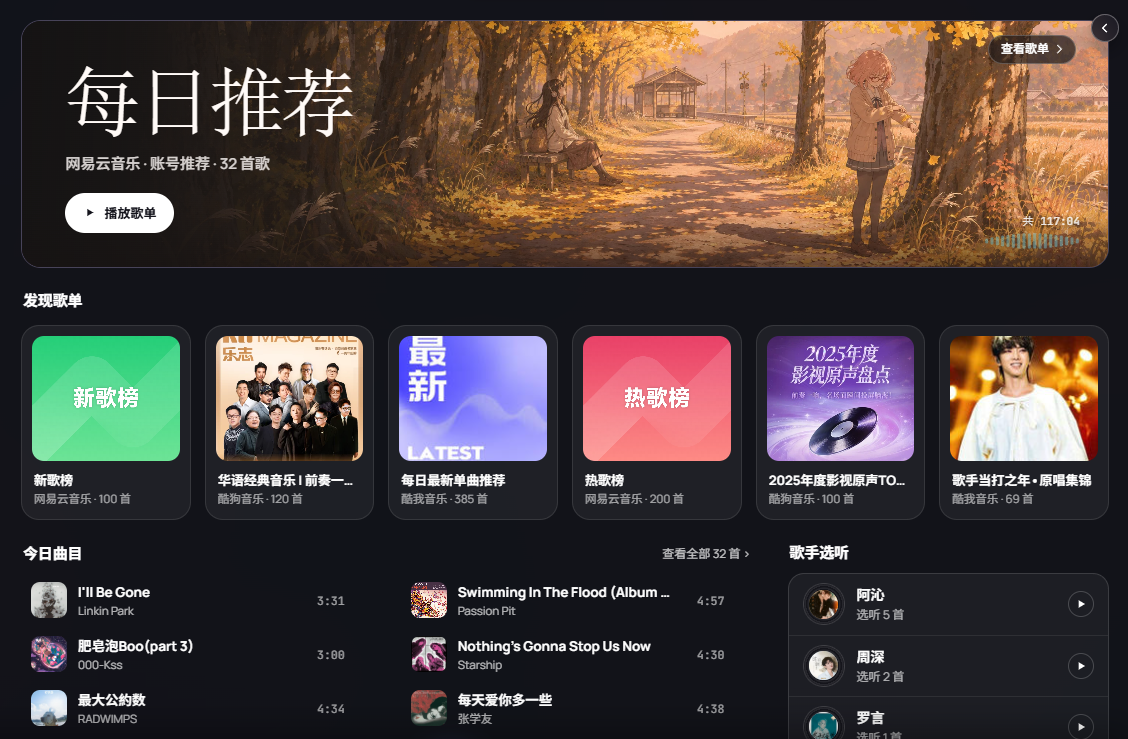 查看歌单
每日推荐
网易云音乐 · 账号推荐 · 32 首歌
播放歌单
共 117:04
发现歌单
MAGAZINE
乐志
最
新
LATEST
新歌榜
热歌榜
2025年度
影视原声盘点
新歌榜
网易云音乐 · 100 首
华语经典音乐 I 前奏一...
酷狗音乐 · 120 首
每日最新单曲推荐
酷我音乐 · 385 首
热歌榜
网易云音乐 · 200 首
2025年度影视原声TO...
酷狗音乐 · 100 首
歌手当打之年 • 原唱集锦
酷我音乐 · 69 首
今日曲目
查看全部 32 首 ›
I'll Be Gone
Linkin Park
3:31
Swimming In The Flood (Album ...
Passion Pit
4:57
肥皂泡Boo(part 3)
000-Kss
3:00
Nothing's Gonna Stop Us Now
Starship
4:30
最大公約数
RADWIMPS
4:34
每天爱你多一些
张学友
4:38
歌手选听
阿沁
选听 5 首
周深
选听 2 首
罗言
选听 1 首